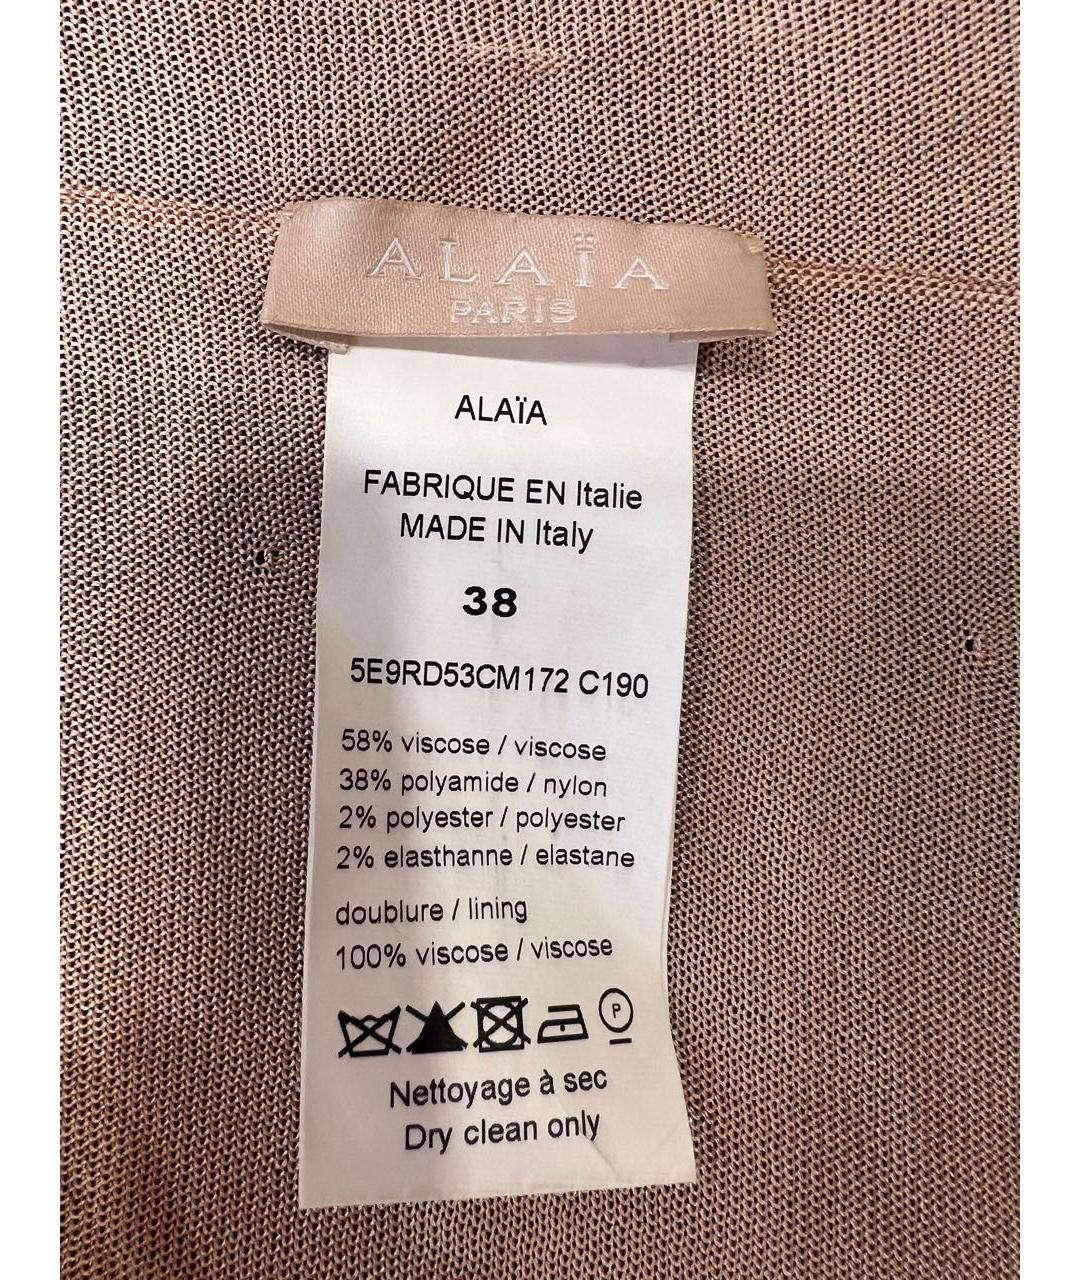 ALAÏA
PARIS
ALAÏA
FABRIQUE EN Italie
MADE IN Italy
38
5E9RD53CM172 C190
58% viscose / viscose
38% polyamide / nylon
2% polyester / polyester
2% elasthanne / elastane
doublure / lining
100% viscose / viscose
P
Nettoyage à sec
Dry clean only